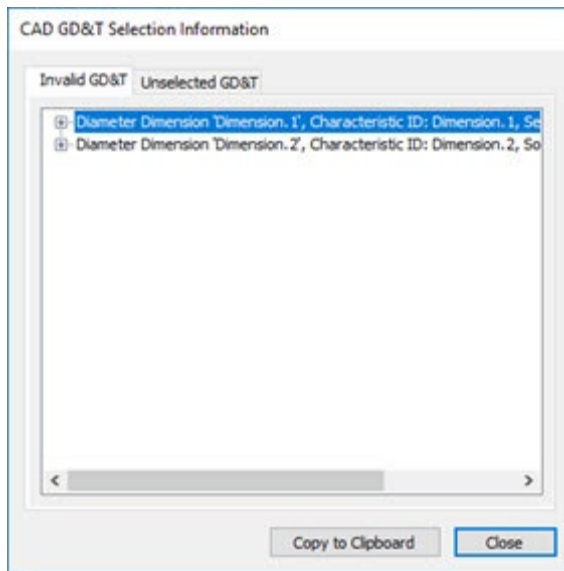 CAD GD&T Selection Information
Invalid GD&T Unselected GD&T
Diameter Dimension 'Dimension.1', Characteristic ID: Dimension.1, Se
Diameter Dimension 'Dimension.2', Characteristic ID: Dimension.2, So
Copy to Clipboard Close